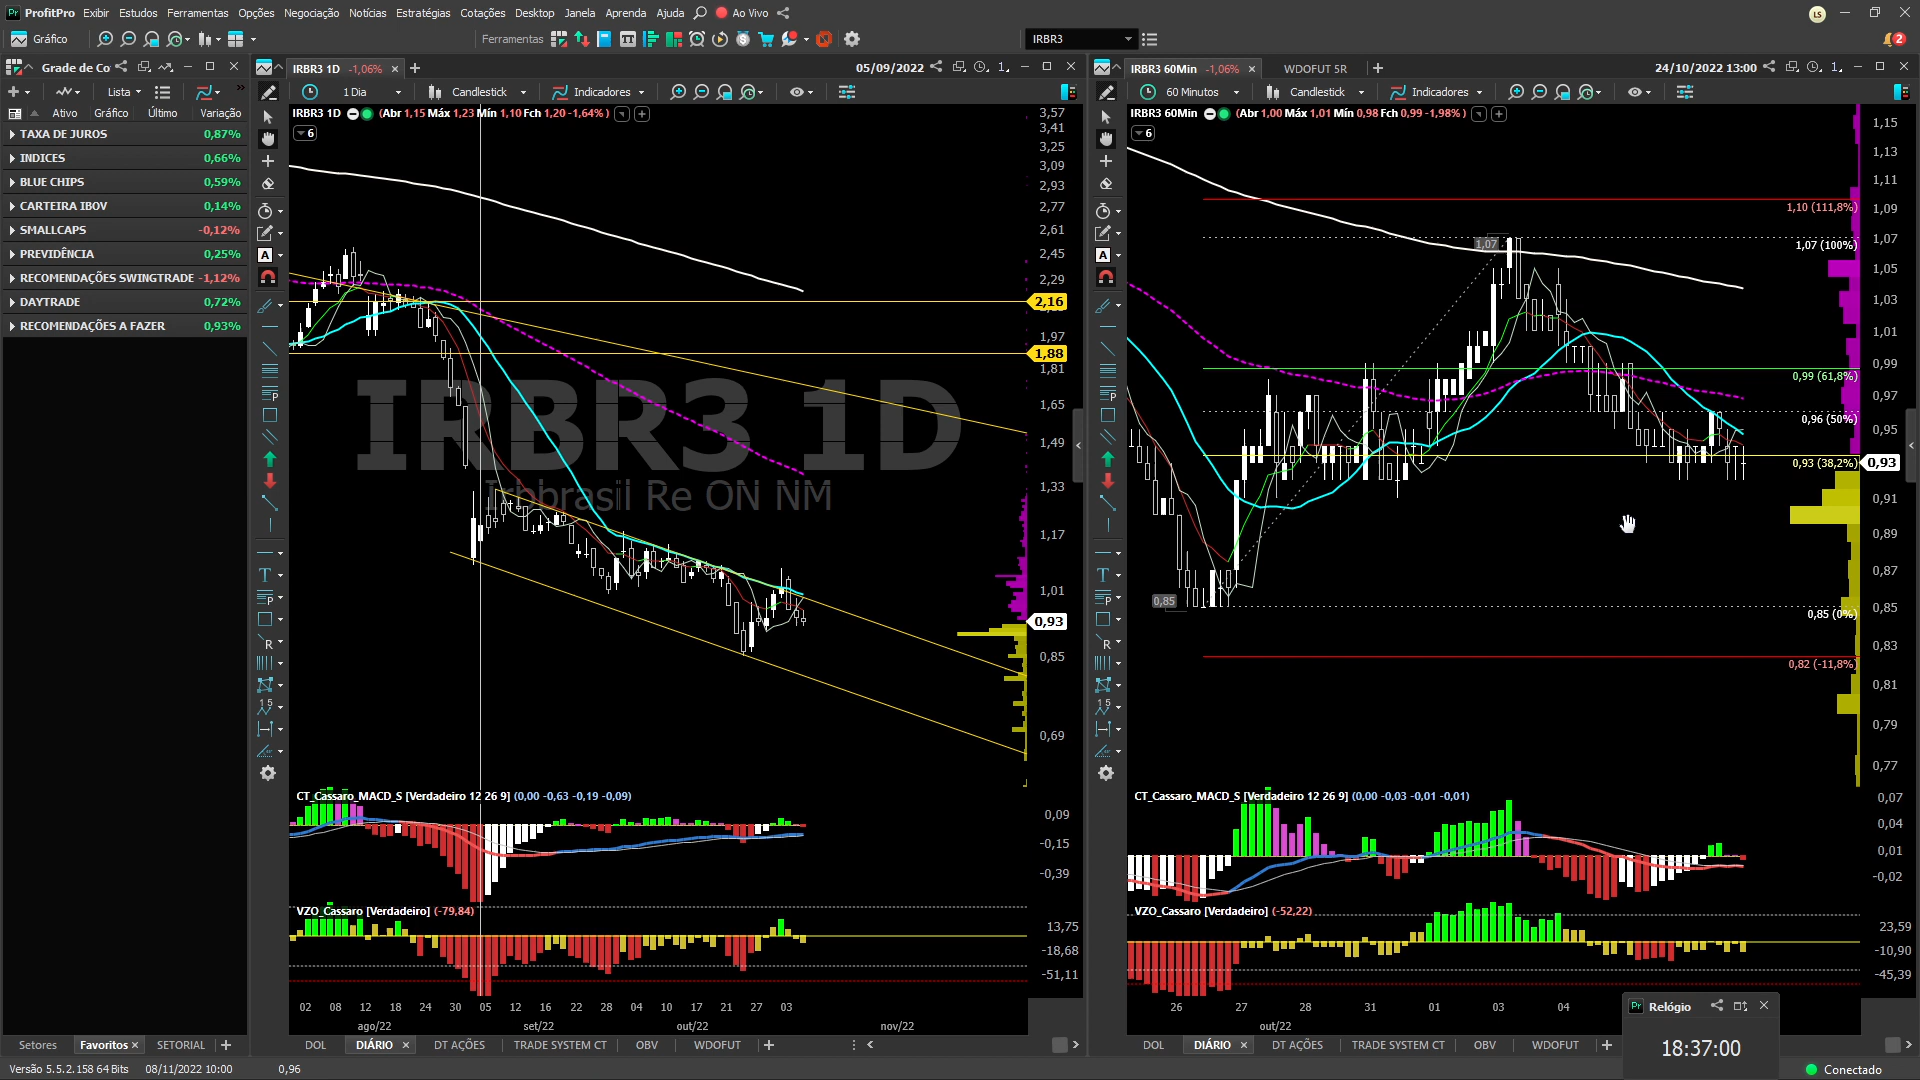 ProfitPro Exibir Estudos Ferramentas Opções Negociação Notícias Estratégias Cotações Desktop Janela Aprenda Ajuda Ao Vivo
LS
Gráfico
Ferramentas
IRBR3
2
Grade de Co
Lista
Ativo Gráfico Último Variação
TAXA DE JUROS 0,87%
INDICES 0,66%
BLUE CHIPS 0,59%
CARTEIRA IBOV 0,14%
SMALLCAPS -0,12%
PREVIDÊNCIA 0,25%
RECOMENDAÇÕES SWINGTRADE -1,12%
DAYTRADE 0,72%
RECOMENDAÇÕES A FAZER 0,93%
Setores Favoritos SETORIAL
IRBR3 1D -1,06%
05/09/2022
1 Dia Candlestick Indicadores
IRBR3 1D (Abr 1,15 Máx 1,23 Mín 1,10 Fch 1,20 -1,64%)
6
IRBR3 1D
Irbbrasil Re ON NM
3,57
3,41
3,25
3,09
2,93
2,77
2,61
2,45
2,29
2,16
1,97
1,88
1,81
1,65
1,49
1,33
1,17
1,01
0,93
0,85
0,69
CT_Cassaro_MACD_S [Verdadeiro 12 26 9] (0,00 -0,63 -0,19 -0,09)
0,09
-0,15
-0,39
VZO_Cassaro [Verdadeiro] (-79,84)
13,75
-18,68
-51,11
02 08 12 18 24 30 05 12 16 22 28 04 10 17 21 27 03
ago/22 set/22 out/22 nov/22
DOL DIÁRIO DT AÇÕES TRADE SYSTEM CT OBV WDOFUT
IRBR3 60Min -1,06% WDOFUT 5R
24/10/2022 13:00
60 Minutos Candlestick Indicadores
IRBR3 60Min (Abr 1,00 Máx 1,01 Mín 0,98 Fch 0,99 -1,98%)
6
1,10 (111,8%)
1,07
1,07 (100%)
0,99 (61,8%)
0,96 (50%)
0,93 (38,2%)
0,85
0,85 (0%)
0,82 (-11,8%)
1,15
1,13
1,11
1,09
1,07
1,05
1,03
1,01
0,99
0,97
0,95
0,93
0,91
0,89
0,87
0,85
0,83
0,81
0,79
0,77
CT_Cassaro_MACD_S [Verdadeiro 12 26 9] (0,00 -0,03 -0,01 -0,01)
0,07
0,04
0,01
-0,02
VZO_Cassaro [Verdadeiro] (-52,22)
23,59
-10,90
-45,39
26 27 28 31 01 03 04
out/22
DOL DIÁRIO DT AÇÕES TRADE SYSTEM CT OBV WDOFUT
Relógio
18:37:00
Versão 5.5.2.158 64 Bits 08/11/2022 10:00 0,96
Conectado